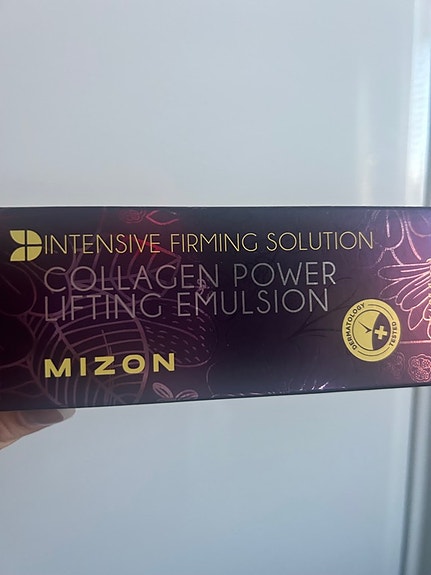 INTENSIVE FIRMING SOLUTION
COLLAGEN POWER
LIFTING EMULSION
MIZON
DERMATOLOGY
TESTED